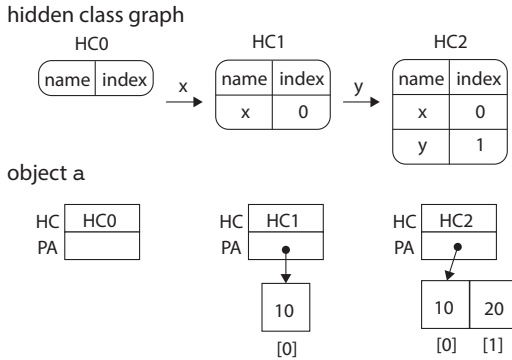 hidden class graph
HC0 HC1 HC2
name index x name index y name index
x 0 x 0
y 1
object a
HC HC0 HC HC1 HC HC2
PA PA PA
10 10 20
[0] [0] [1]